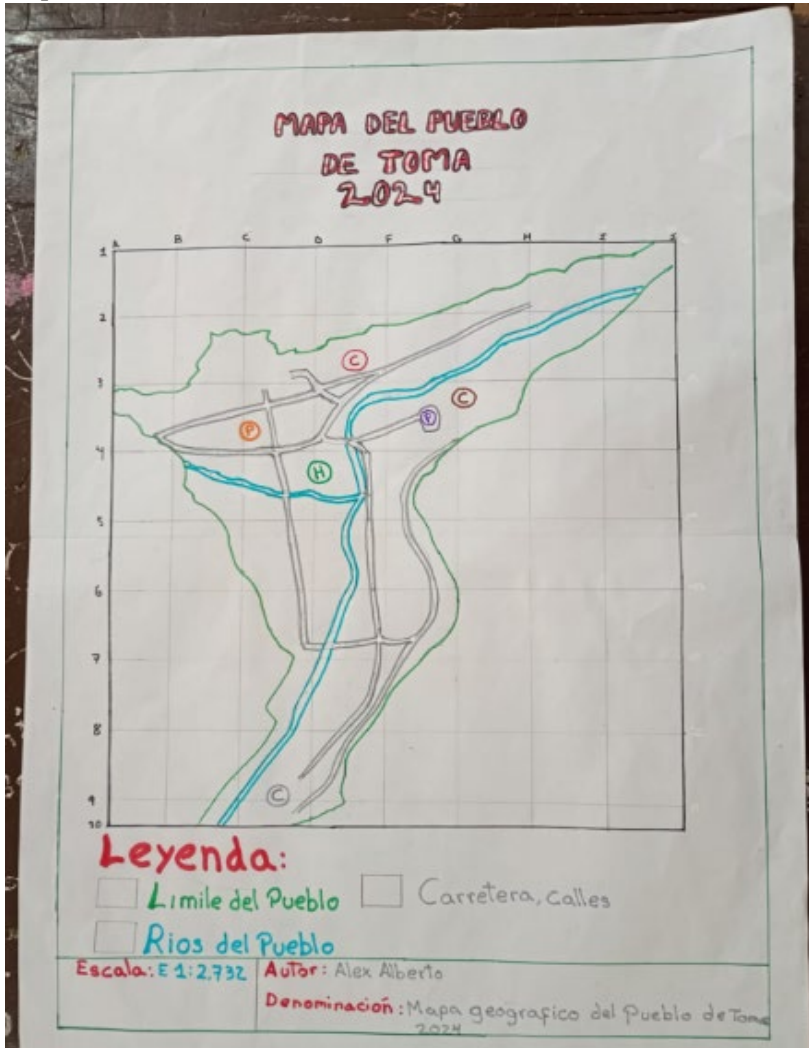 MAPA DEL PUEBLO
DE TOMA
2024
A B C D F G H I J
1
2
3
C
C
P
P
4
H
5
6
7
8
C
9
10
Leyenda:
Limile del Pueblo
Carretera, calles
Rios del Pueblo
Escala: E 1:2,732
Autor: Alex Alberto
Denominación: Mapa geografico del Pueblo de Toma
2024